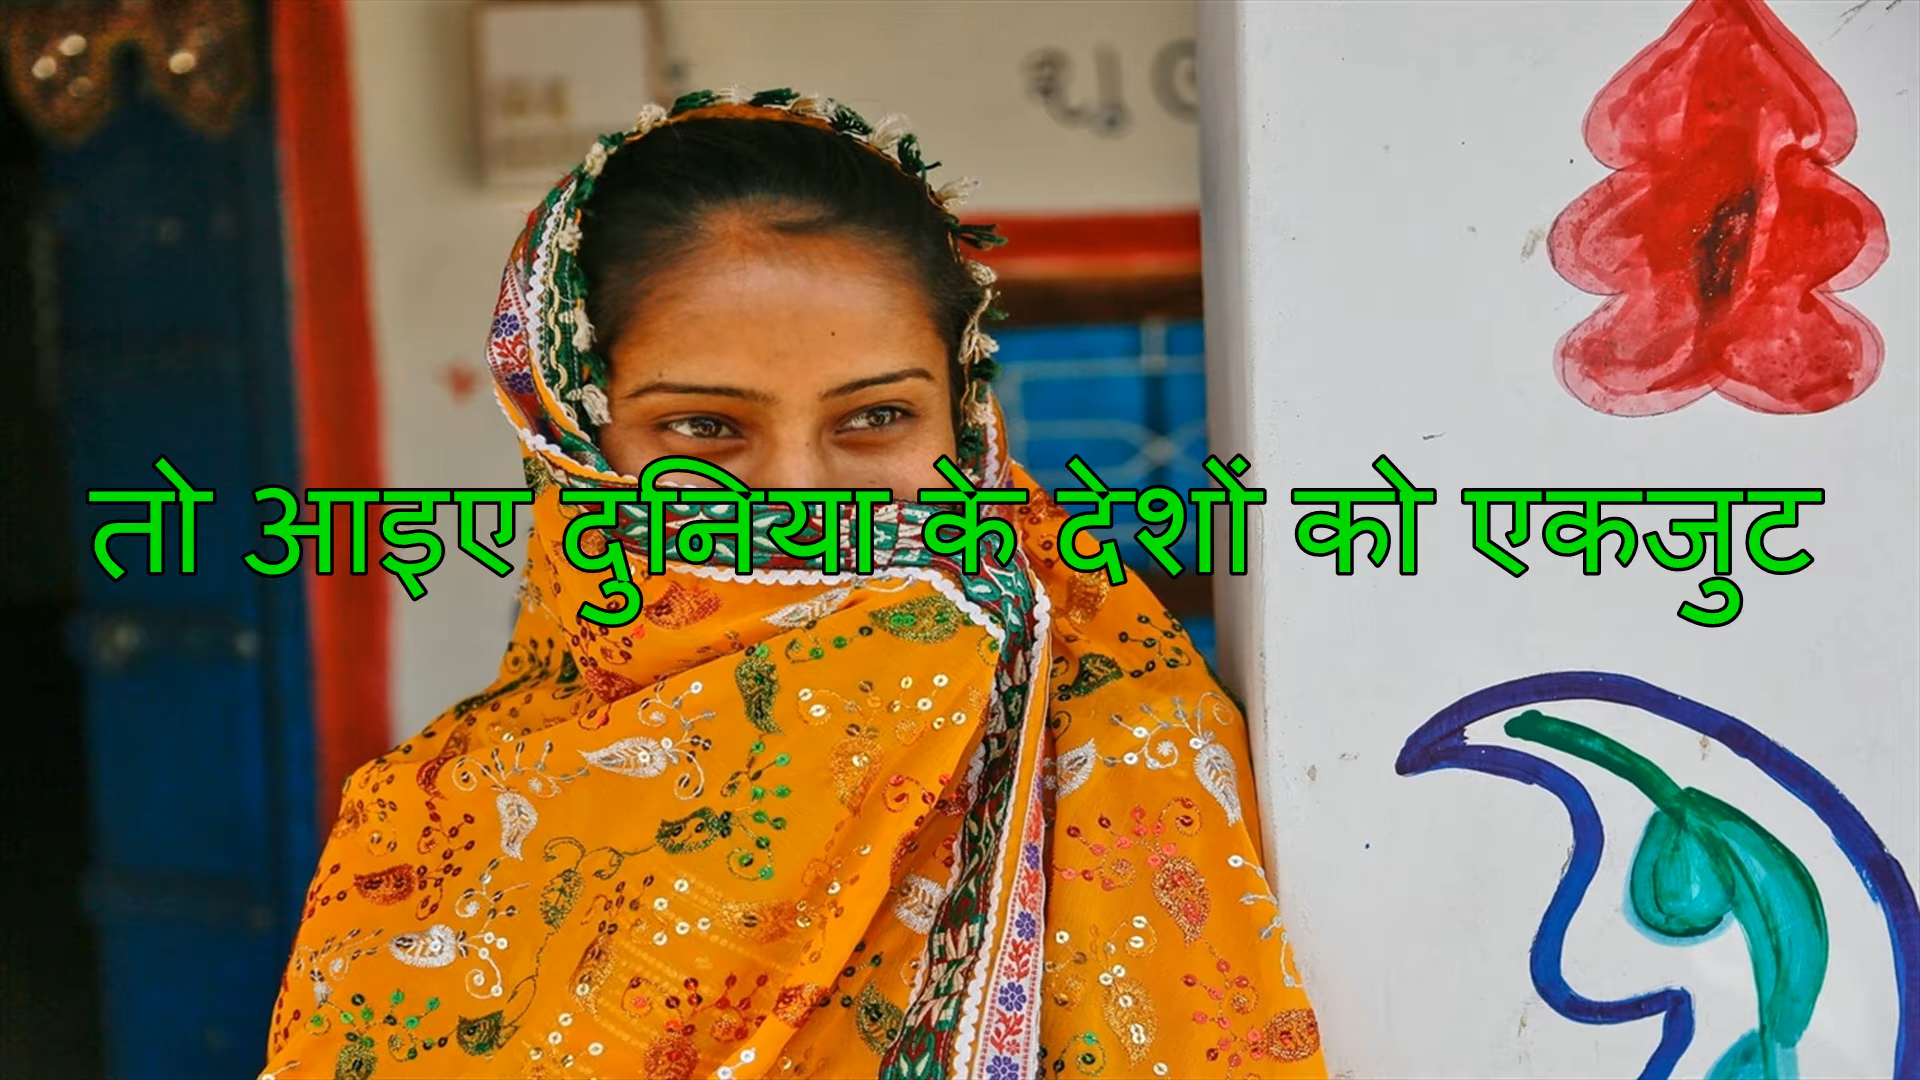 तो आइए दुनिया के देशों को एकजुट